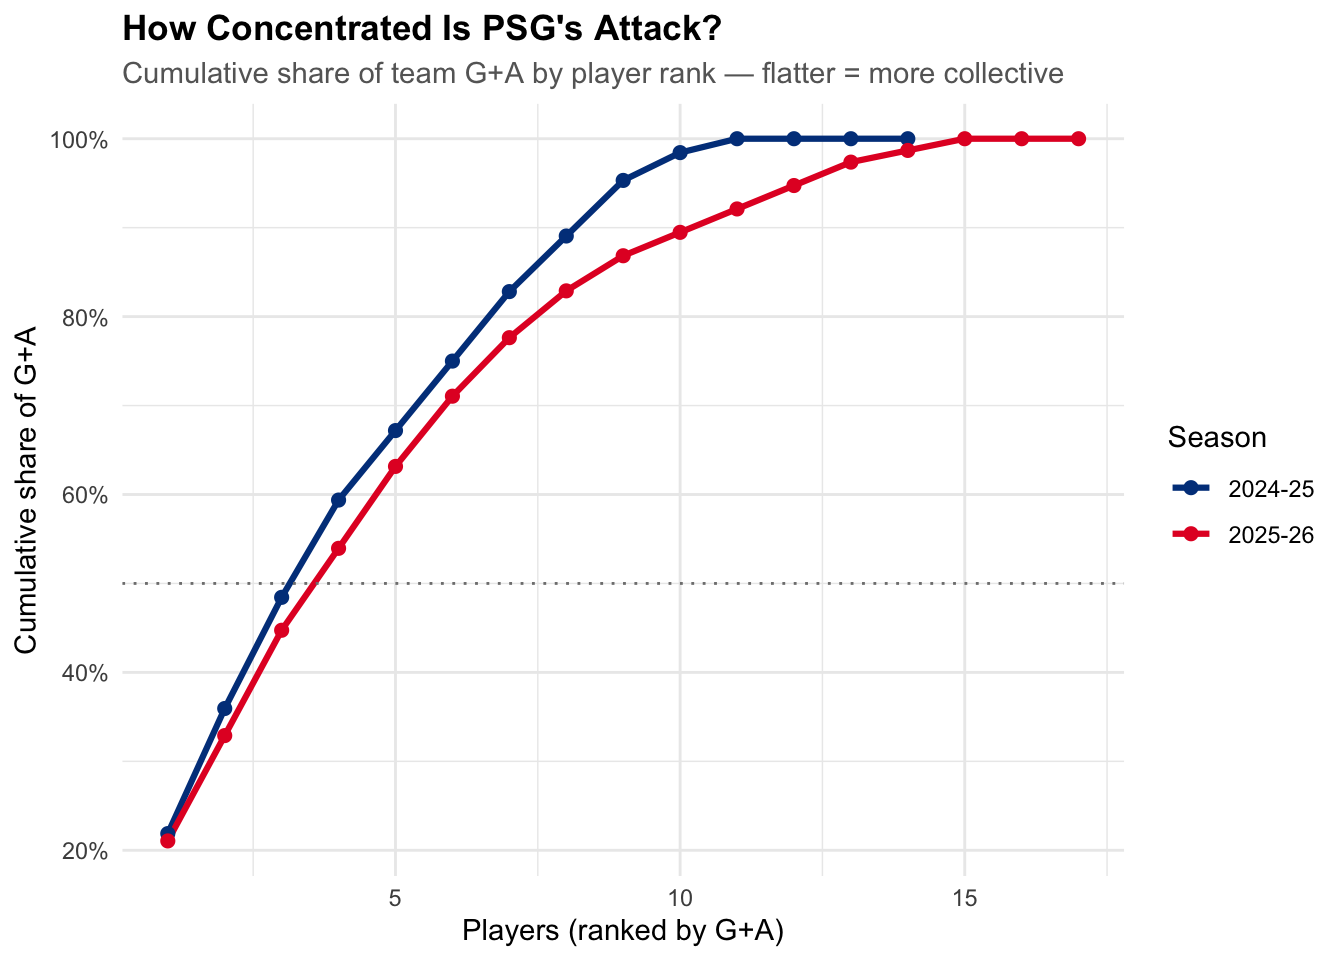 How Concentrated Is PSG's Attack?
Cumulative share of team G+A by player rank — flatter = more collective
Cumulative share of G+A
100%
80%
60%
40%
20%
5
10
15
Players (ranked by G+A)
Season
2024-25
2025-26